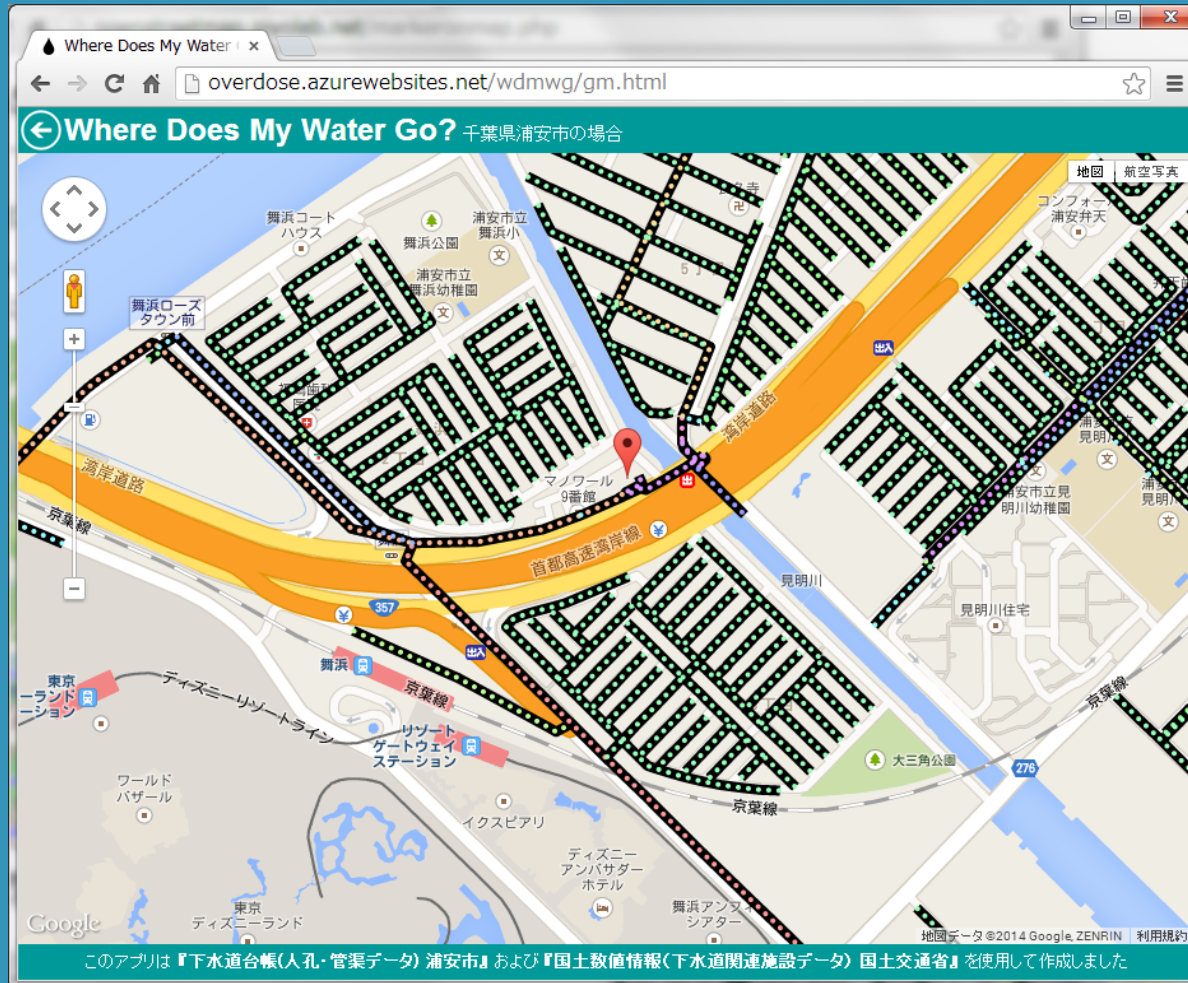 Where Does My Water
overdose.azurewebsites.net/wdmwg/gm.html
Where Does My Water Go? 千葉県浦安市の場合
地図 航空写真
舞浜コート
ハウス
舞浜公園
浦安市立
舞浜小
浦安市立
舞浜幼稚園
舞浜ローズ
タウン前
5丁目
コンフォー
浦安弁天
出入
湾岸道路
湾岸道路
マノワール
9番館
出
首都高速湾岸線
京葉線
357
出入
見明川
浦安市立見
明川幼稚園
見明川住宅
舞浜
京葉線
東京
ーランド
ーション
ディズニーリゾートライン
リゾート
ゲートウェイ
ステーション
大三角公園
276
京葉線
京葉線
ワールド
バザール
イクスピアリ
ディズニー
アンバサダー
ホテル
東京
ディズニーランド
舞浜アンフィ
シアター
Google
地図データ ©2014 Google, ZENRIN 利用規約
このアプリは『下水道台帳(人孔・管渠データ) 浦安市』および『国土数値情報(下水道関連施設データ) 国土交通省』を使用して作成しました